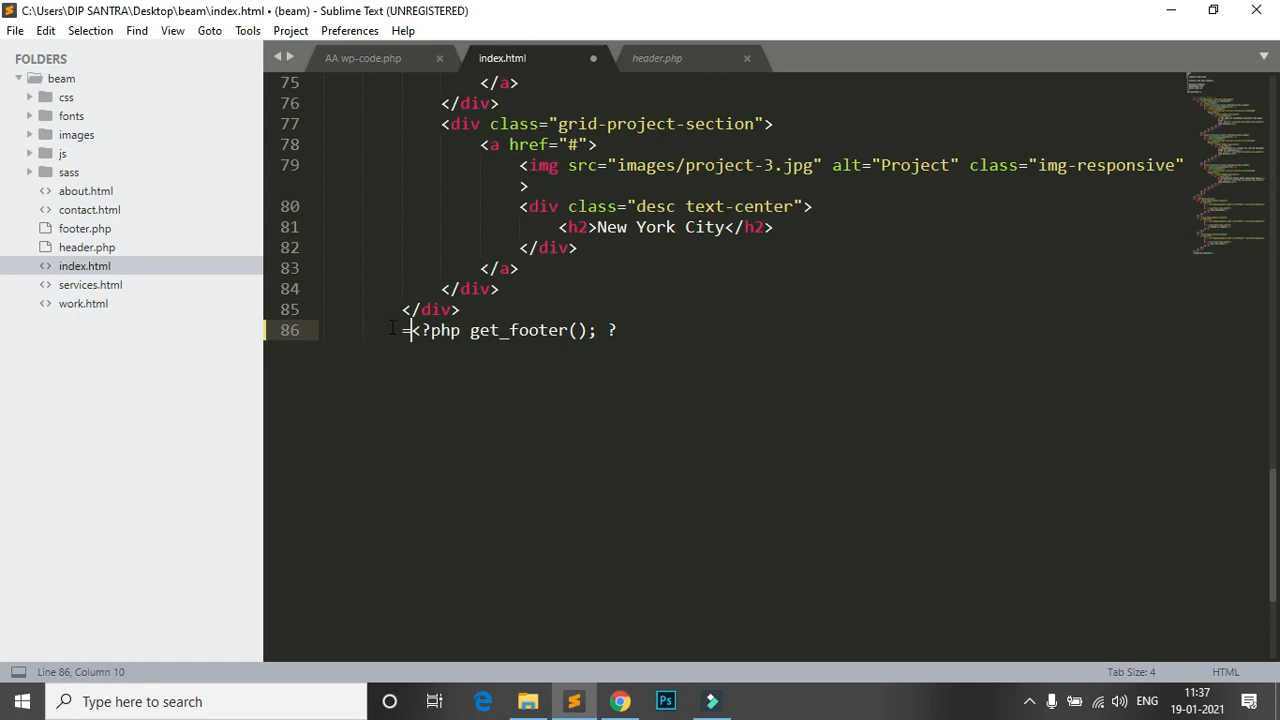 C:\Users\DIP SANTRA\Desktop\beam\index.html • (beam) - Sublime Text (UNREGISTERED)
File Edit Selection Find View Goto Tools Project Preferences Help
FOLDERS
beam
css
fonts
images
js
sass
about.html
contact.html
footer.php
header.php
index.html
services.html
work.html
AA wp-code.php
index.html
header.php
75 </a>
76 </div>
77 <div class="grid-project-section">
78 <a href="#">
79 <img src="images/project-3.jpg" alt="Project" class="img-responsive"
>
80 <div class="desc text-center">
81 <h2>New York City</h2>
82 </div>
83 </a>
84 </div>
85 </div>
86 =<?php get_footer(); ?
Line 86, Column 10
Tab Size: 4
HTML
Type here to search
Ps
ENG
11:37
19-01-2021